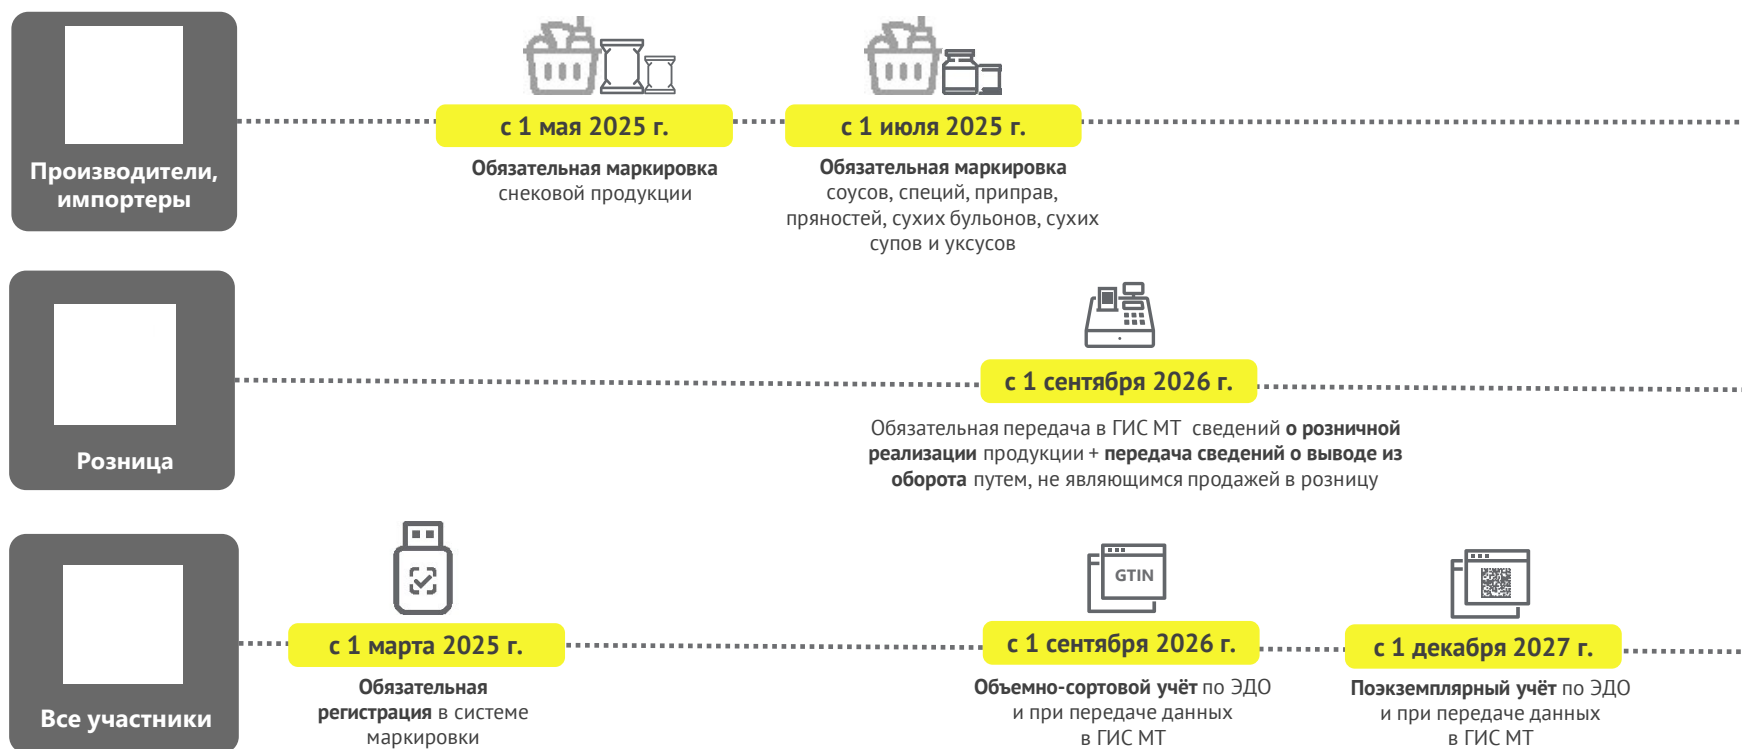 Производители,
импортеры
с 1 мая 2025 г.
Обязательная маркировка
снековой продукции
с 1 июля 2025 г.
Обязательная маркировка
соусов, специй, приправ,
пряностей, сухих бульонов, сухих
супов и уксусов
Розница
с 1 сентября 2026 г.
Обязательная передача в ГИС МТ сведений о розничной
реализации продукции + передача сведений о выводе из
оборота путем, не являющимся продажей в розницу
Все участники
с 1 марта 2025 г.
Обязательная
регистрация в системе
маркировки
GTIN
с 1 сентября 2026 г.
Объемно-сортовой учёт по ЭДО
и при передаче данных
в ГИС МТ
с 1 декабря 2027 г.
Поэкземплярный учёт по ЭДО
и при передаче данных
в ГИС МТ